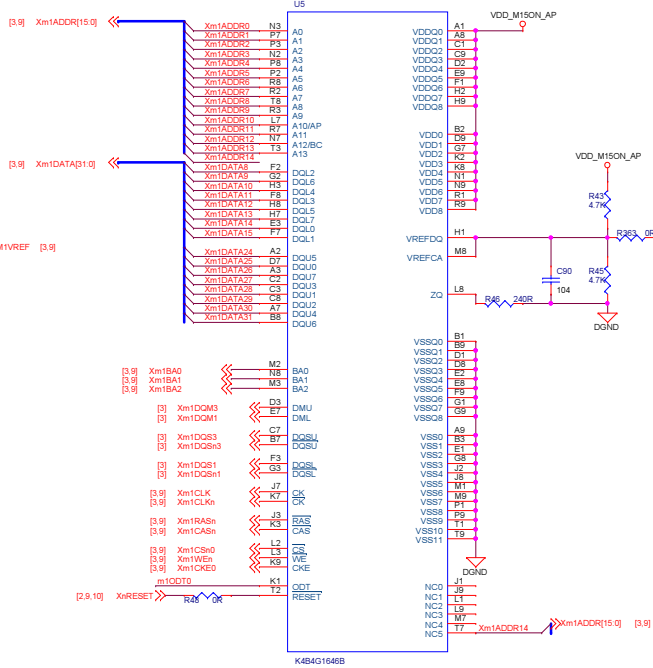 U5
[3,9] Xm1ADDR[15:0]
Xm1ADDR0 N3 A0
Xm1ADDR1 P7 A1
Xm1ADDR2 P3 A2
Xm1ADDR3 N2 A3
Xm1ADDR4 P8 A4
Xm1ADDR5 P2 A5
Xm1ADDR6 R8 A6
Xm1ADDR7 R2 A7
Xm1ADDR8 T8 A8
Xm1ADDR9 R3 A9
Xm1ADDR10 L7 A10/AP
Xm1ADDR11 R7 A11
Xm1ADDR12 N7 A12/BC
Xm1ADDR13 T3 A13
Xm1ADDR14
[3,9] Xm1DATA[31:0]
Xm1DATA8 F2 DQL2
Xm1DATA9 G2 DQL6
Xm1DATA10 H3 DQL4
Xm1DATA11 F8 DQL3
Xm1DATA12 H8 DQL5
Xm1DATA13 H7 DQL7
Xm1DATA14 E3 DQL0
Xm1DATA15 F7 DQL1
M1VREF [3,9]
Xm1DATA24 A2 DQU5
Xm1DATA25 D7 DQU0
Xm1DATA26 A3 DQU7
Xm1DATA27 C2 DQU3
Xm1DATA28 C3 DQU1
Xm1DATA29 C8 DQU2
Xm1DATA30 A7 DQU4
Xm1DATA31 B8 DQU6
[3,9] Xm1BA0 M2 BA0
[3,9] Xm1BA1 N8 BA1
[3,9] Xm1BA2 M3 BA2
[3] Xm1DQM3 D3 DMU
[3] Xm1DQM1 E7 DML
[3] Xm1DQS3 C7 DQSU
[3] Xm1DQSn3 B7 DQSU
[3] Xm1DQS1 F3 DQSL
[3] Xm1DQSn1 G3 DQSL
[3,9] Xm1CLK J7 CK
[3,9] Xm1CLKn K7 CK
[3,9] Xm1RASn J3 RAS
[3,9] Xm1CASn K3 CAS
[3,9] Xm1CSn0 L2 CS
[3,9] Xm1WEn L3 WE
[3,9] Xm1CKE0 K9 CKE
m1ODT0 K1 ODT
[2,9,10] XnRESET R48 0R T2 RESET
VDD_M15ON_AP
VDDQ0 A1
VDDQ1 A8
VDDQ2 C1
VDDQ3 C9
VDDQ4 D2
VDDQ5 E9
VDDQ6 F1
VDDQ7 H2
VDDQ8 H9
VDD0 B2
VDD1 D9
VDD2 G7
VDD3 K2
VDD4 K8
VDD5 N1
VDD6 N9
VDD7 R1
VDD8 R9
VDD_M15ON_AP
R43
4.7K
VREFDQ H1
R363 0R
VREFCA M8
C90
104
R45
4.7K
ZQ L8
R46 240R
DGND
VSSQ0 B1
VSSQ1 B9
VSSQ2 D1
VSSQ3 D8
VSSQ4 E2
VSSQ5 E8
VSSQ6 F9
VSSQ7 G1
VSSQ8 G9
VSS0 A9
VSS1 B3
VSS2 E1
VSS3 G8
VSS4 J2
VSS5 J8
VSS6 M1
VSS7 M9
VSS8 P1
VSS9 P9
VSS10 T1
VSS11 T9
DGND
NC0 J1
NC1 J9
NC2 L1
NC3 L9
NC4 M7
NC5 T7 Xm1ADDR14
Xm1ADDR[15:0] [3,9]
K4B4G1646B